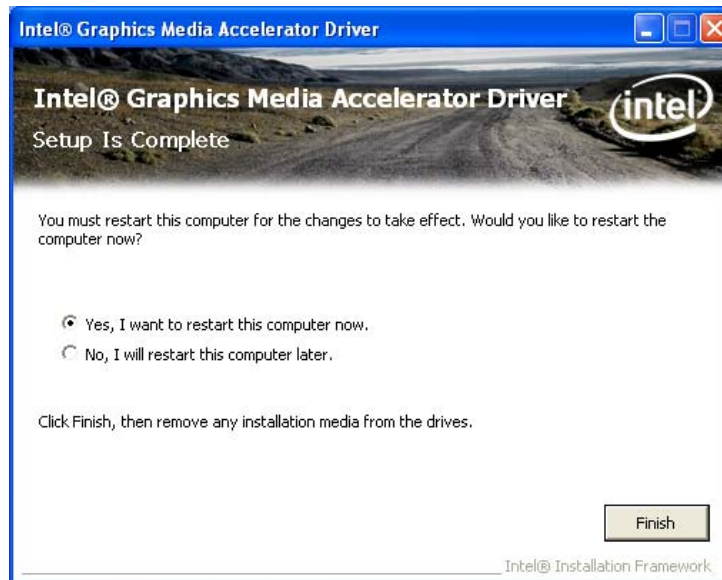 Intel® Graphics Media Accelerator Driver
Intel® Graphics Media Accelerator Driver
intel
Setup Is Complete
You must restart this computer for the changes to take effect. Would you like to restart the
computer now?
Yes, I want to restart this computer now.
No, I will restart this computer later.
Click Finish, then remove any installation media from the drives.
Finish
Intel® Installation Framework